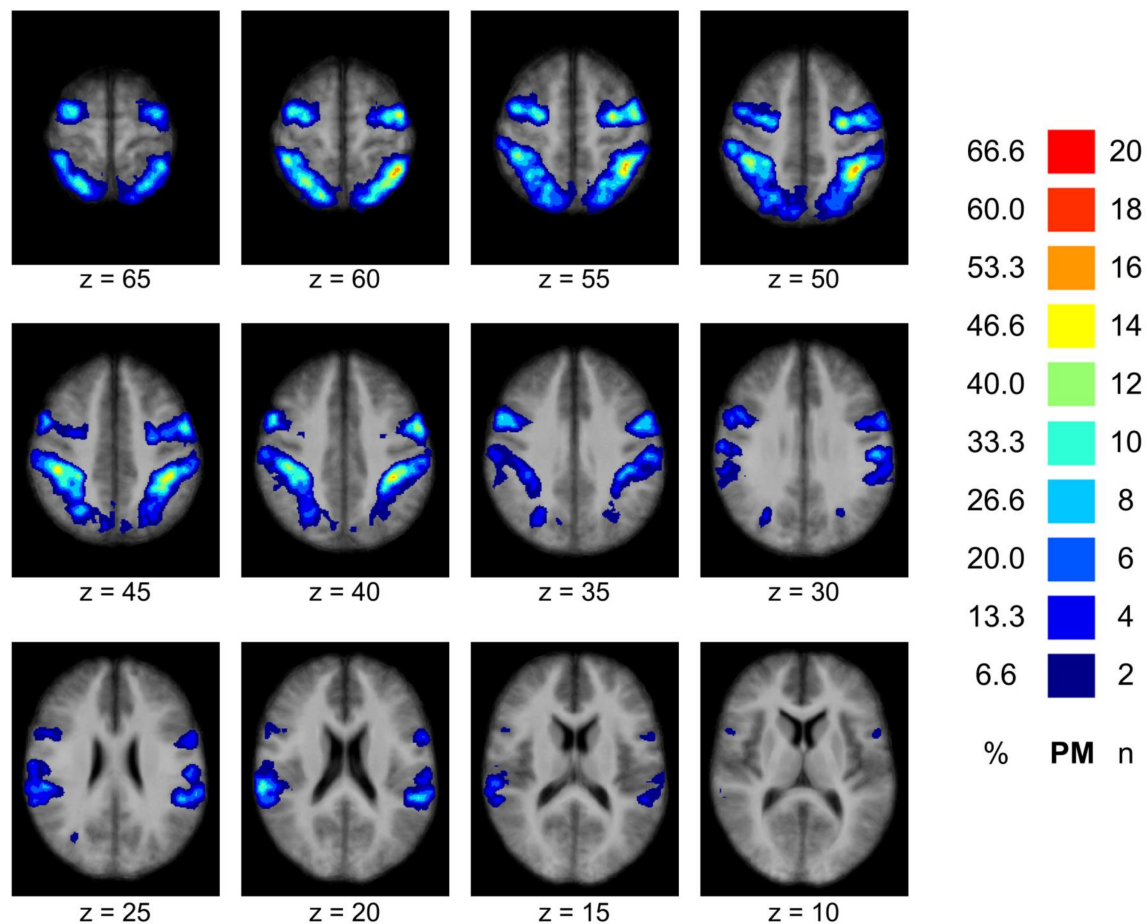 z = 65
z = 60
z = 55
z = 50
z = 45
z = 40
z = 35
z = 30
z = 25
z = 20
z = 15
z = 10
66.6 20
60.0 18
53.3 16
46.6 14
40.0 12
33.3 10
26.6 8
20.0 6
13.3 4
6.6 2
% PM n